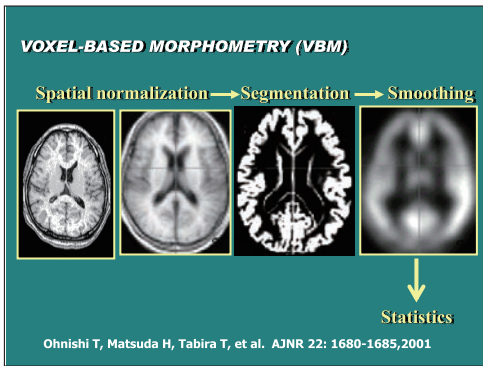 VOXEL-BASED MORPHOMETRY (VBM)
Spatial normalization Segmentation Smoothing
Statistics
Ohnishi T, Matsuda H, Tabira T, et al. AJNR 22: 1680-1685,2001